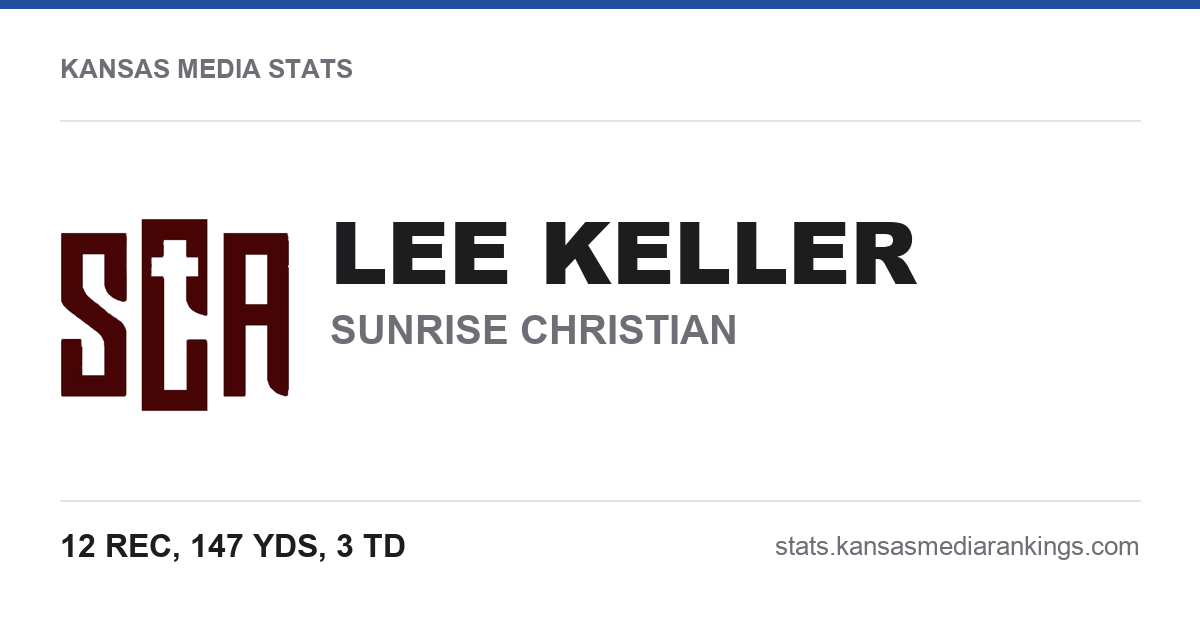 KANSAS MEDIA STATS
SCA
LEE KELLER
SUNRISE CHRISTIAN
12 REC, 147 YDS, 3 TD
stats.kansasmediarankings.com